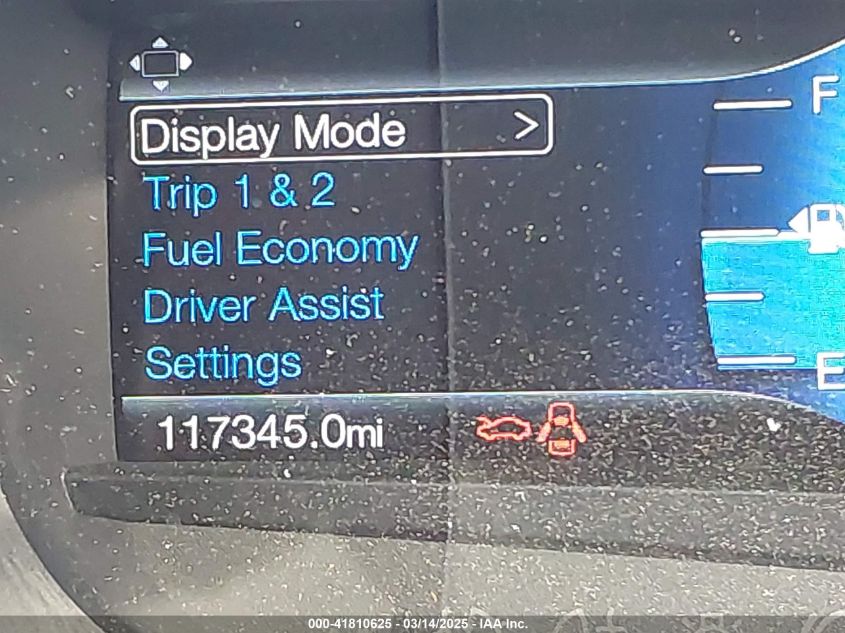 Display Mode >
Trip 1 & 2
Fuel Economy
Driver Assist
Settings
F
E
117345.0mi
000-41810625 - 03/14/2025 - IAA Inc.